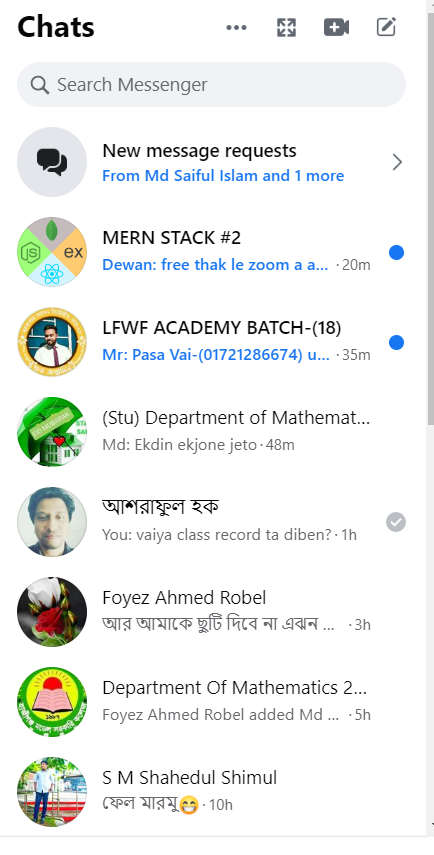 Chats
Search Messenger
New message requests
From Md Saiful Islam and 1 more
MERN STACK #2
Dewan: free thak le zoom a a... · 20m
LFWF ACADEMY BATCH-(18)
Mr: Pasa Vai-(01721286674) u... · 35m
(Stu) Department of Mathemat...
Md: Ekdin ekjone jeto · 48m
আশরাফুল হক
You: vaiya class record ta diben? · 1h
Foyez Ahmed Robel
আর আমাকে ছুটি দিবে না এঝন ... · 3h
Department Of Mathematics 2...
Foyez Ahmed Robel added Md ... · 5h
S M Shahedul Shimul
ফেল মারমু😁 · 10h